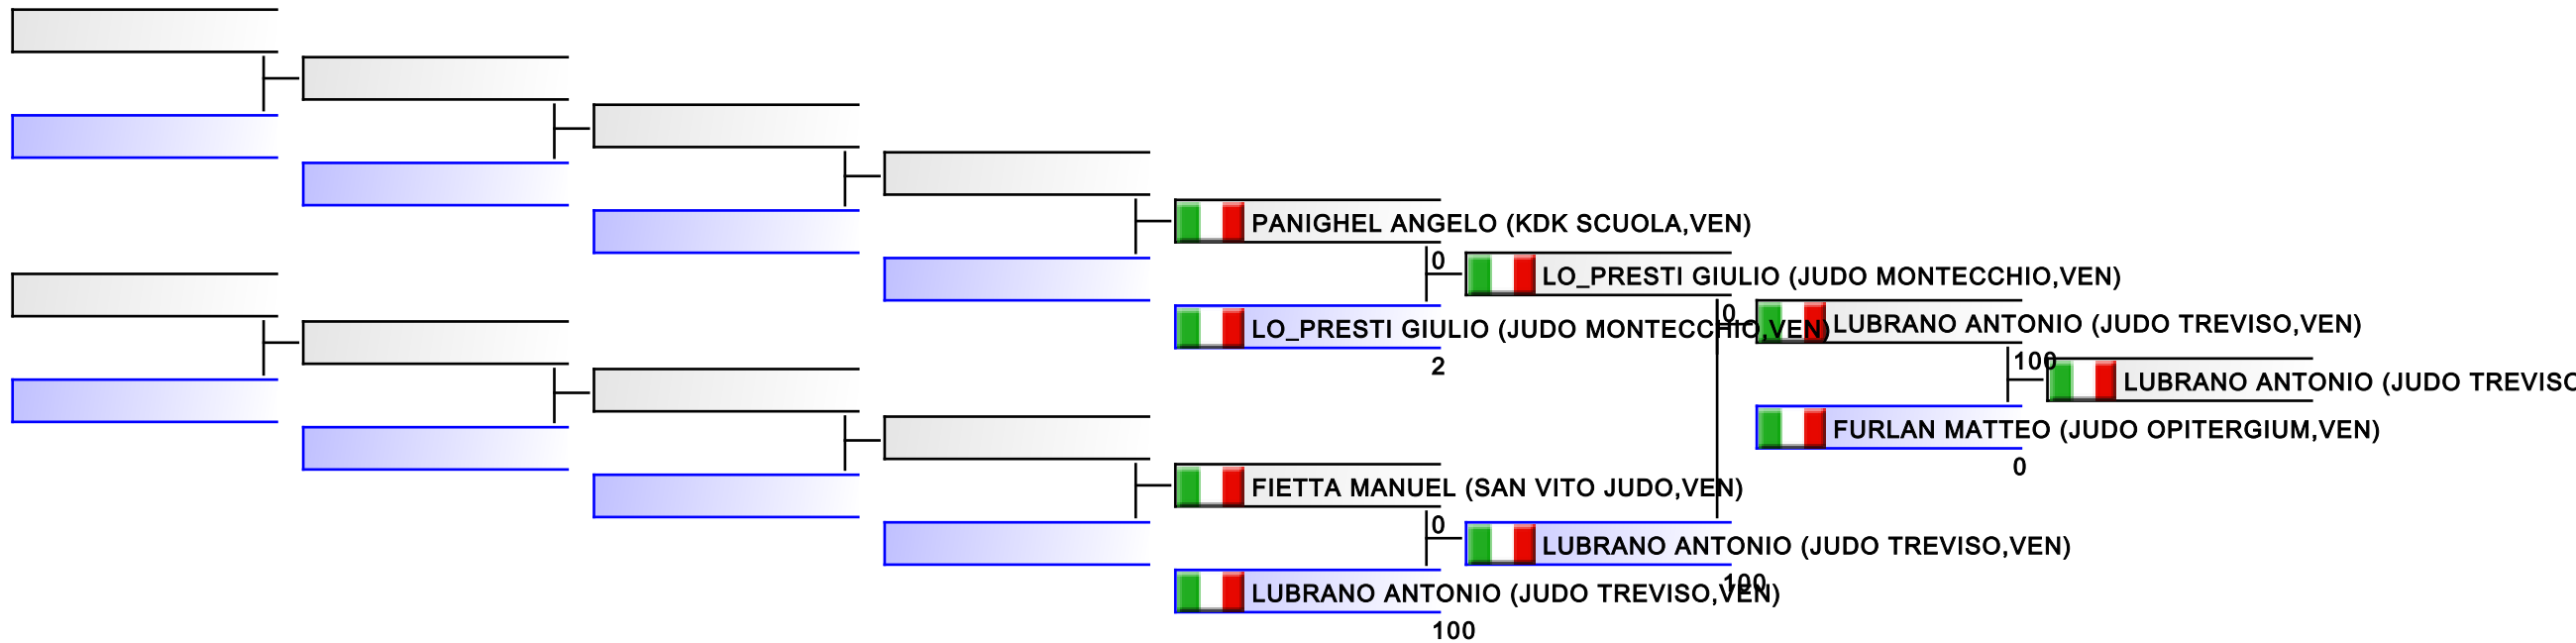 PANIGHEL ANGELO (KDK SCUOLA,VEN)
0
LO_PRESTI GIULIO (JUDO MONTECCHIO,VEN)
0
LO_PRESTI GIULIO (JUDO MONTECCHIO,VEN)
LUBRANO ANTONIO (JUDO TREVISO,VEN)
2
100
LUBRANO ANTONIO (JUDO TREVISO
FURLAN MATTEO (JUDO OPITERGIUM,VEN)
0
FIETTA MANUEL (SAN VITO JUDO,VEN)
0
LUBRANO ANTONIO (JUDO TREVISO,VEN)
100
LUBRANO ANTONIO (JUDO TREVISO,VEN)
100